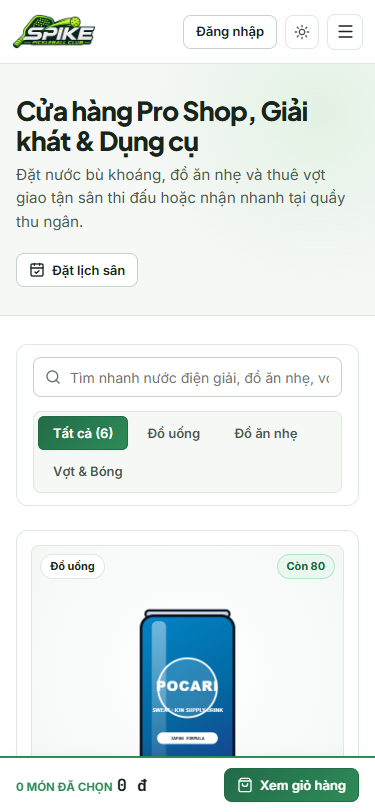 SPIKE
PICKLEBALL CLUB
Đăng nhập
Cửa hàng Pro Shop, Giải
khát & Dụng cụ
Đặt nước bù khoáng, đồ ăn nhẹ và thuê vợt
giao tận sân thi đấu hoặc nhận nhanh tại quầy
thu ngân.
Đặt lịch sân
Tìm nhanh nước điện giải, đồ ăn nhẹ, vợ
Tất cả (6)
Đồ uống
Đồ ăn nhẹ
Vợt & Bóng
Đồ uống
Còn 80
POCARI
SWEAT - ION SUPPLY DRINK
JAPAN FORMULA
0 MÓN ĐÃ CHỌN 0 đ
Xem giỏ hàng